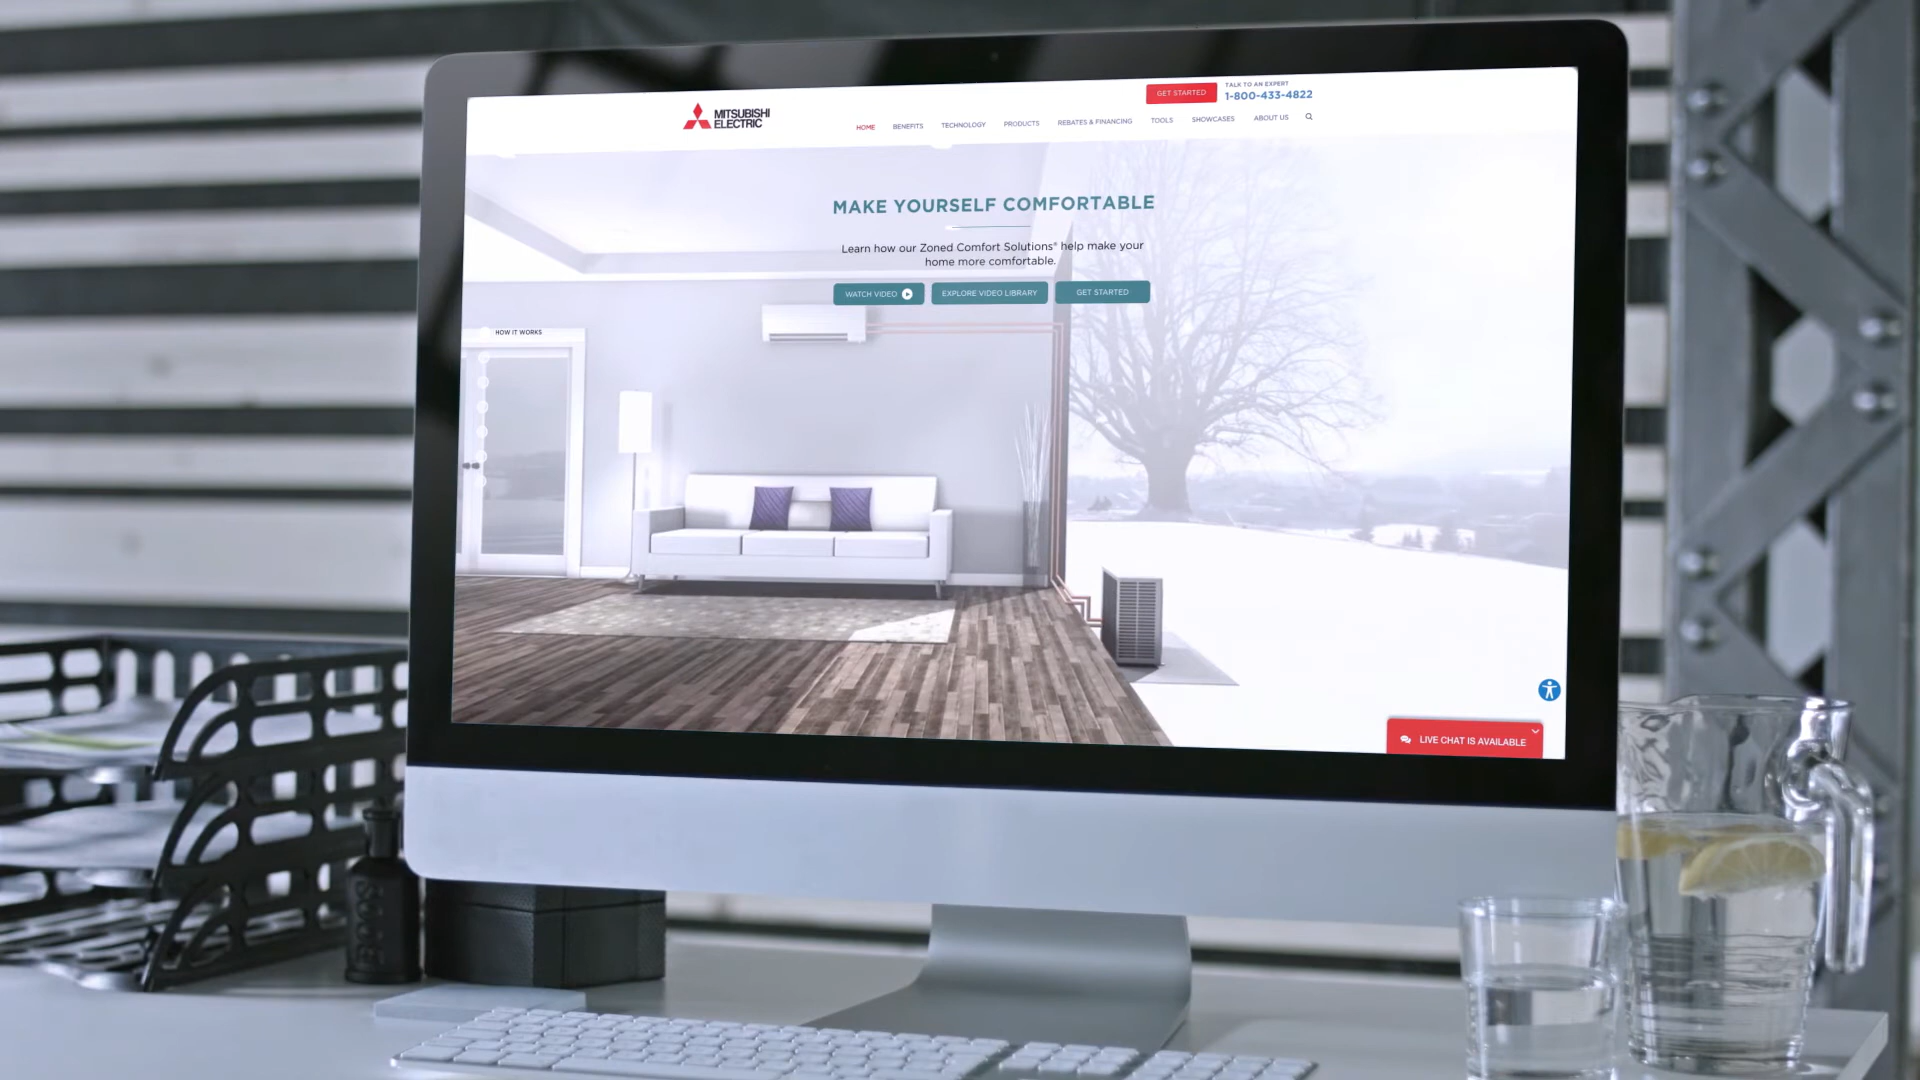 MITSUBISHI
ELECTRIC
GET STARTED
TALK TO AN EXPERT
1-800-433-4822
HOME
BENEFITS
TECHNOLOGY
PRODUCTS
REBATES & FINANCING
TOOLS
SHOWCASES
ABOUT US
MAKE YOURSELF COMFORTABLE
Learn how our Zoned Comfort Solutions® help make your
home more comfortable.
WATCH VIDEO
EXPLORE VIDEO LIBRARY
GET STARTED
HOW IT WORKS
LIVE CHAT IS AVAILABLE
BOSS